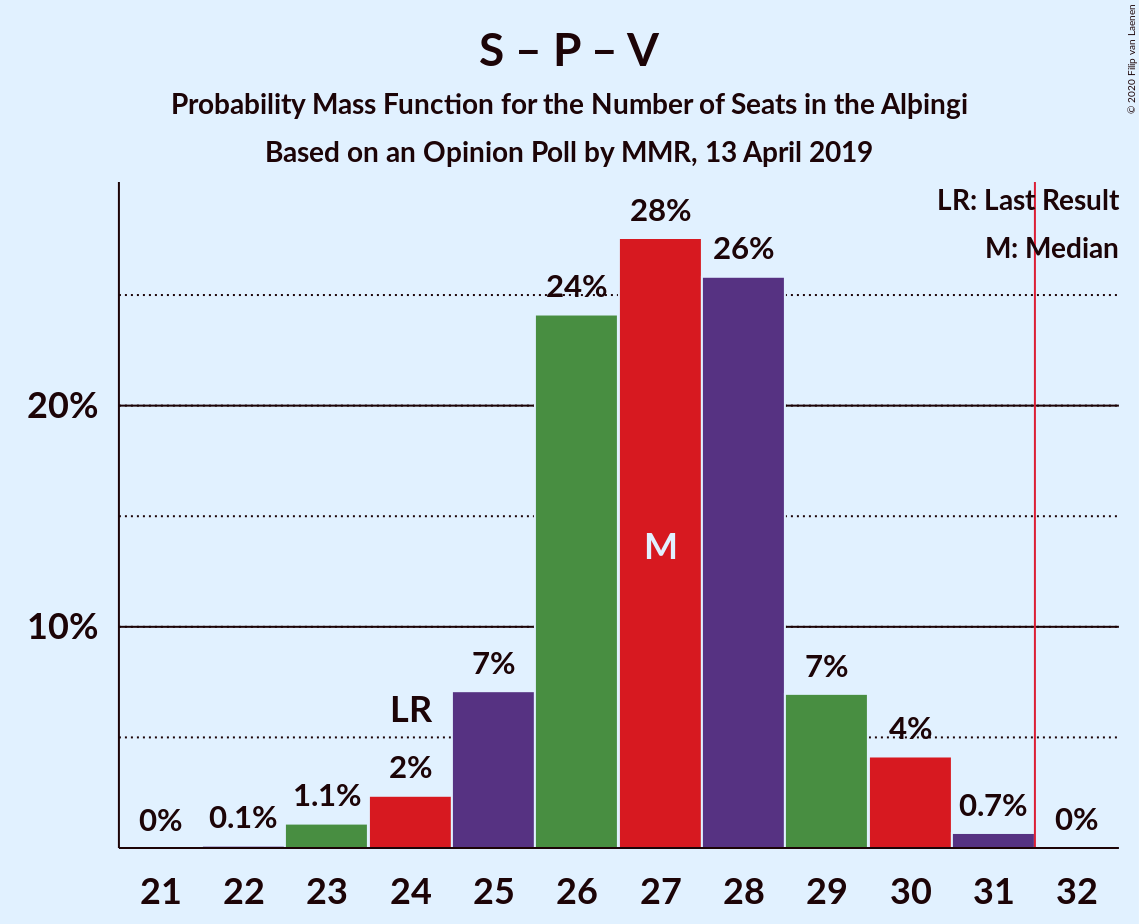 S – P – V
Probability Mass Function for the Number of Seats in the Alþingi
Based on an Opinion Poll by MMR, 13 April 2019
© 2020 Filip van Laenen
LR: Last Result
M: Median
20%
10%
0%
0.1%
1.1%
2%
LR
7%
24%
28%
M
26%
7%
4%
0.7%
0%
21 22 23 24 25 26 27 28 29 30 31 32